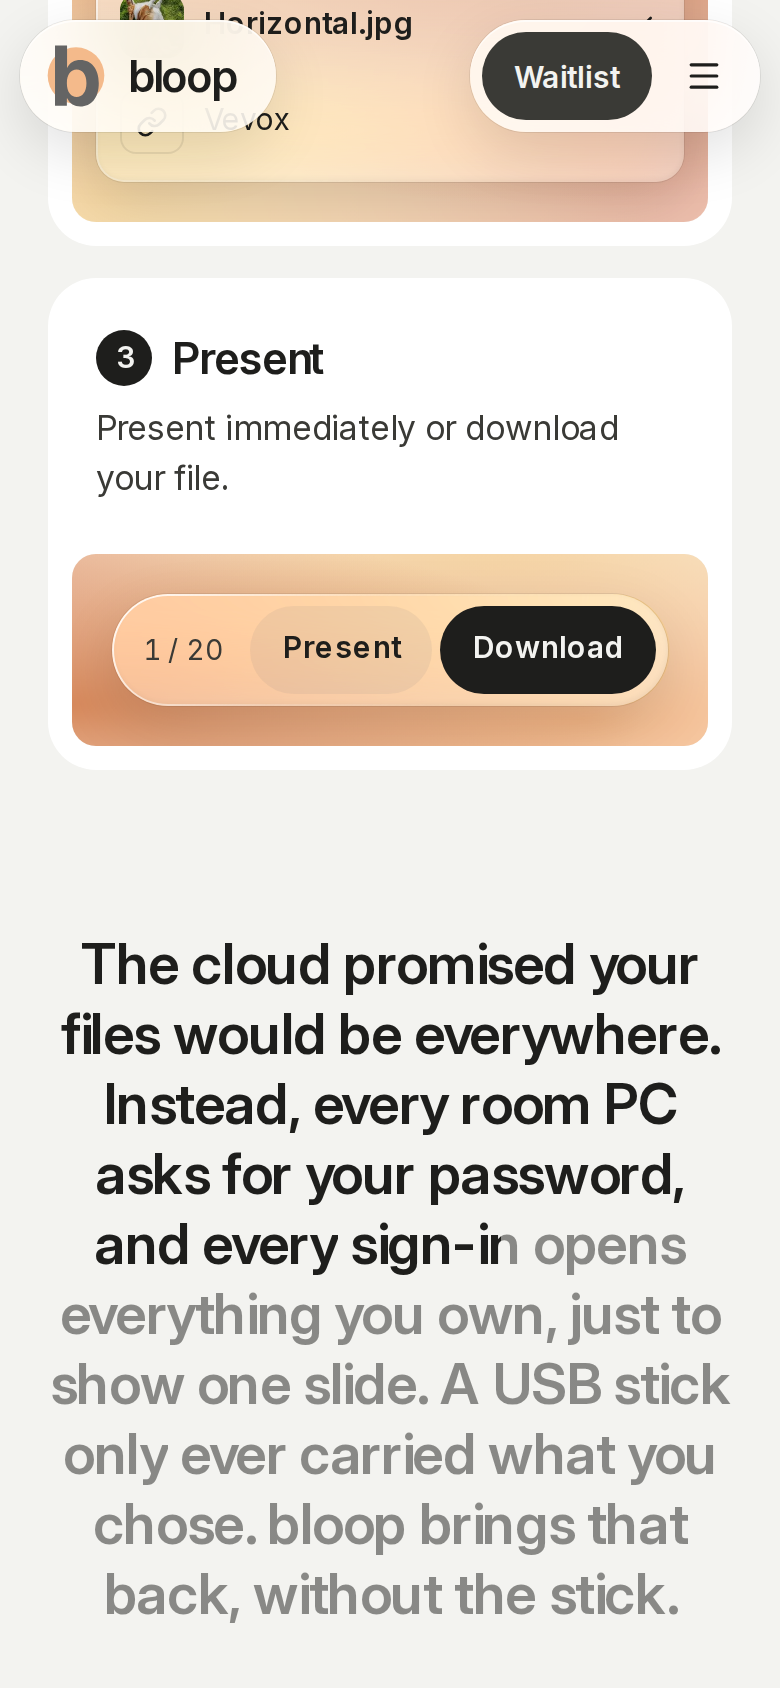 Horizontal.jpg
b bloop
Waitlist
Vevox
3 Present
Present immediately or download
your file.
1 / 20 Present Download
The cloud promised your
files would be everywhere.
Instead, every room PC
asks for your password,
and every sign-in opens
everything you own, just to
show one slide. A USB stick
only ever carried what you
chose. bloop brings that
back, without the stick.